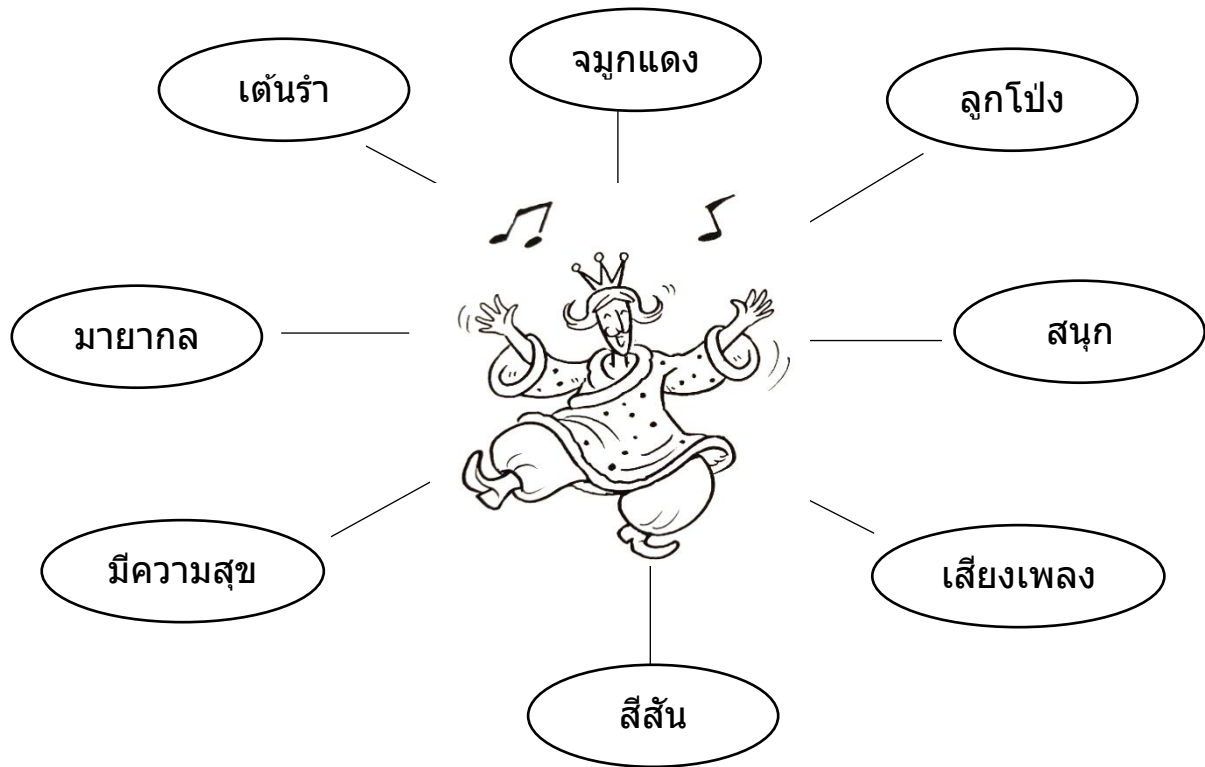 จมูกแดง
เต้นรำ
ลูกโป่ง
มายากล
สนุก
มีความสุข
เสียงเพลง
สีสัน